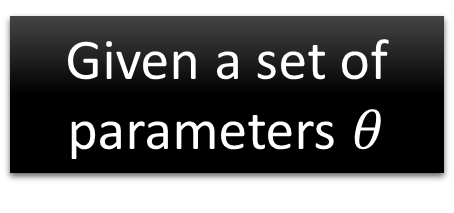 Given a set of
parameters 𝜃